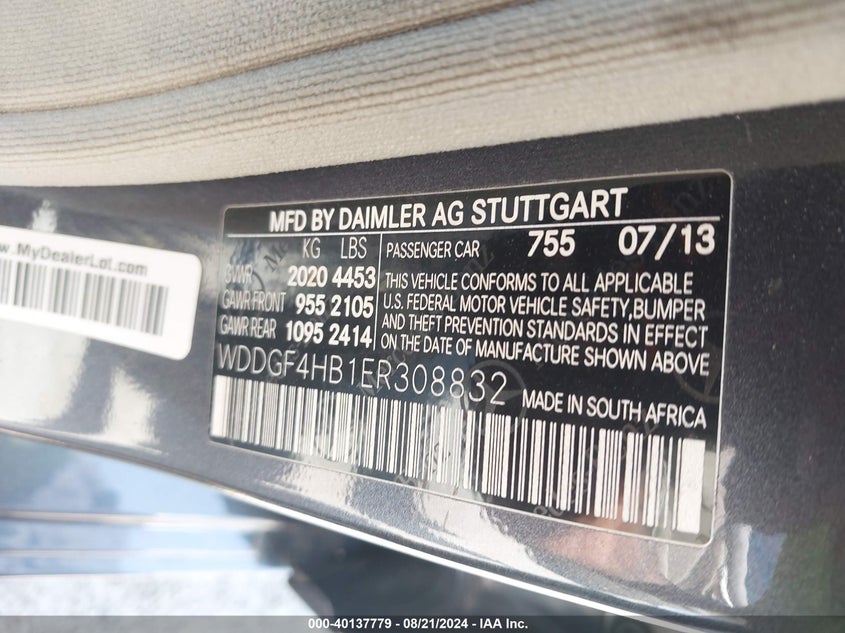 MFD BY DAIMLER AG STUTTGART
KG LBS
GVWR 2020 4453
GAWR FRONT 955 2105
GAWR REAR 1095 2414
PASSENGER CAR 755 07/13
THIS VEHICLE CONFORMS TO ALL APPLICABLE
U.S. FEDERAL MOTOR VEHICLE SAFETY,BUMPER
AND THEFT PREVENTION STANDARDS IN EFFECT
ON THE DATE OF MANUFACTURE SHOWN ABOVE
WDDGF4HB1ER308832
MADE IN SOUTH AFRICA
www.MyDealerLot.com
000-40137779 - 08/21/2024 - IAA Inc.